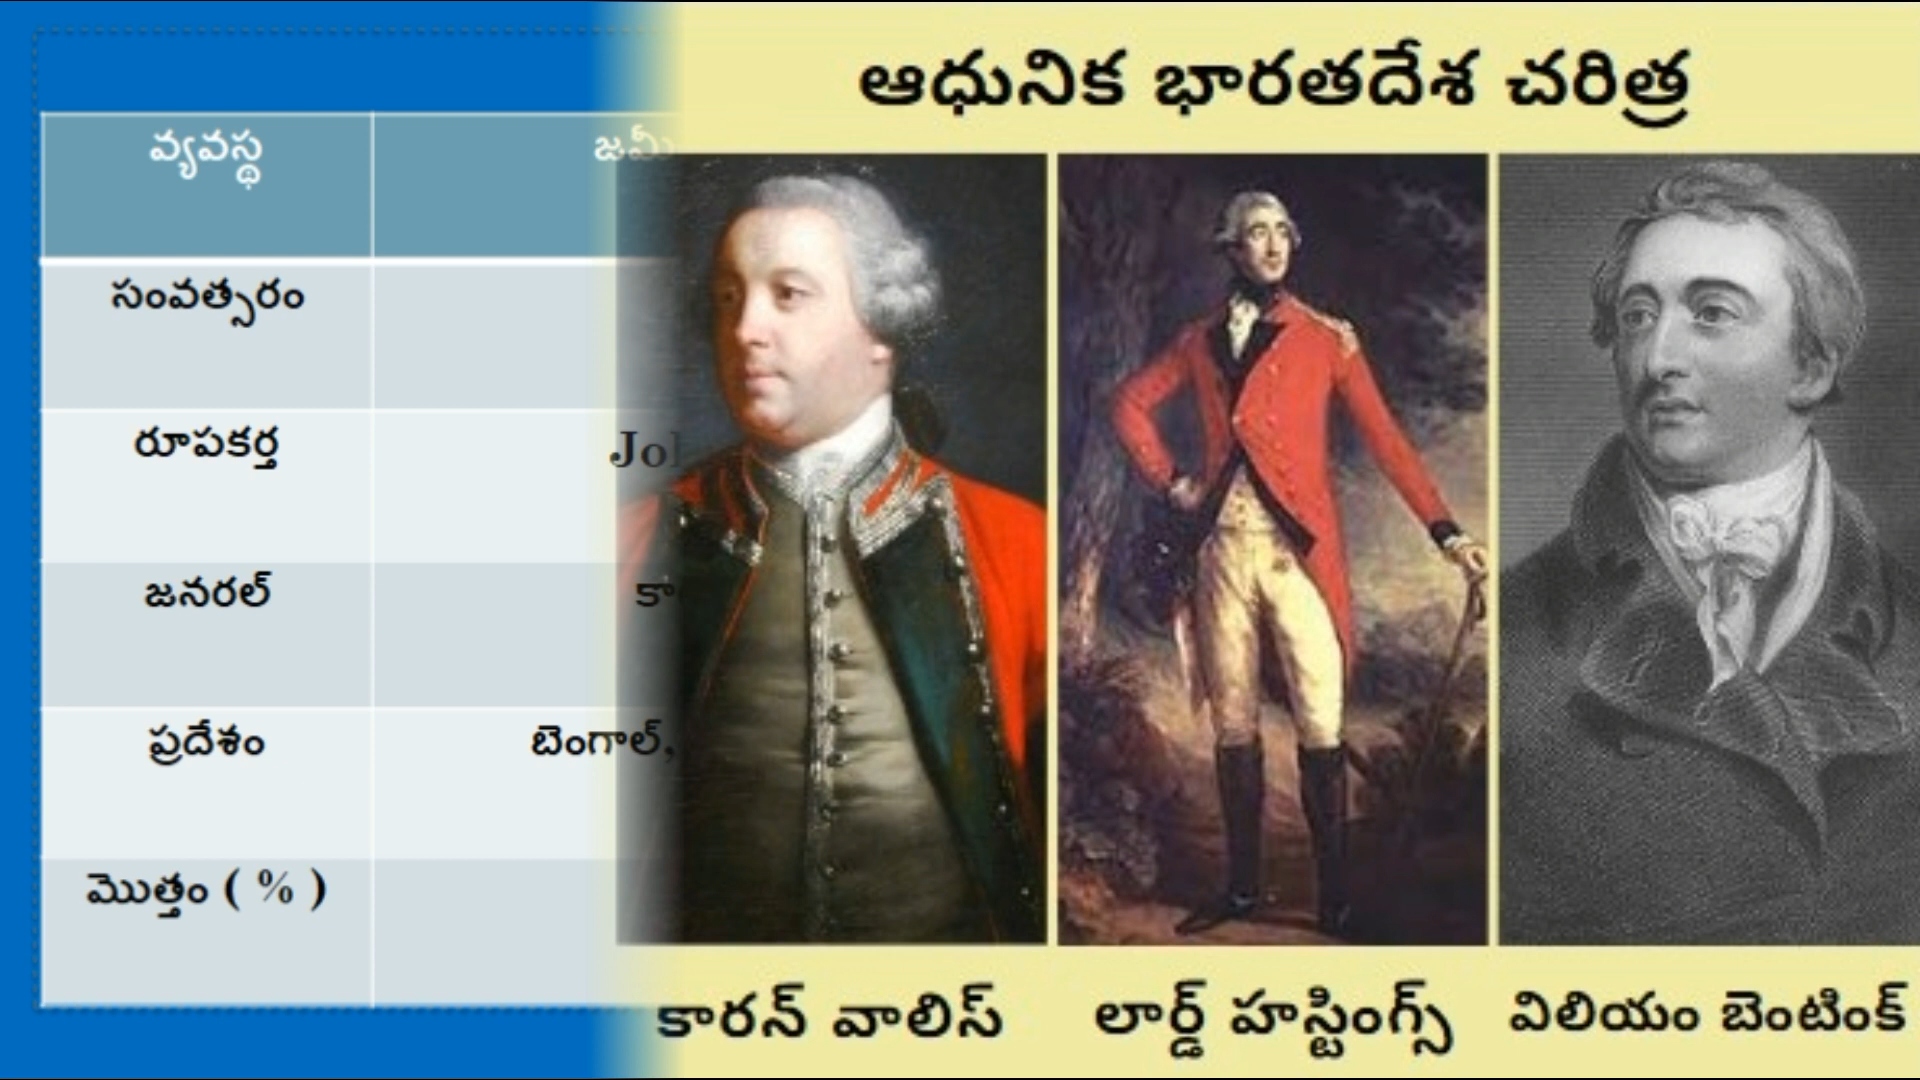 ఆధునిక భారతదేశ చరిత్ర
వ్యవస్థ
సంవత్సరం
రూపకర్త
జనరల్
ప్రదేశం బెంగాల్,
మొత్తం ( % )
కారన్ వాలిస్ లార్డ్ హస్టింగ్స్ విలియం బెంటింక్